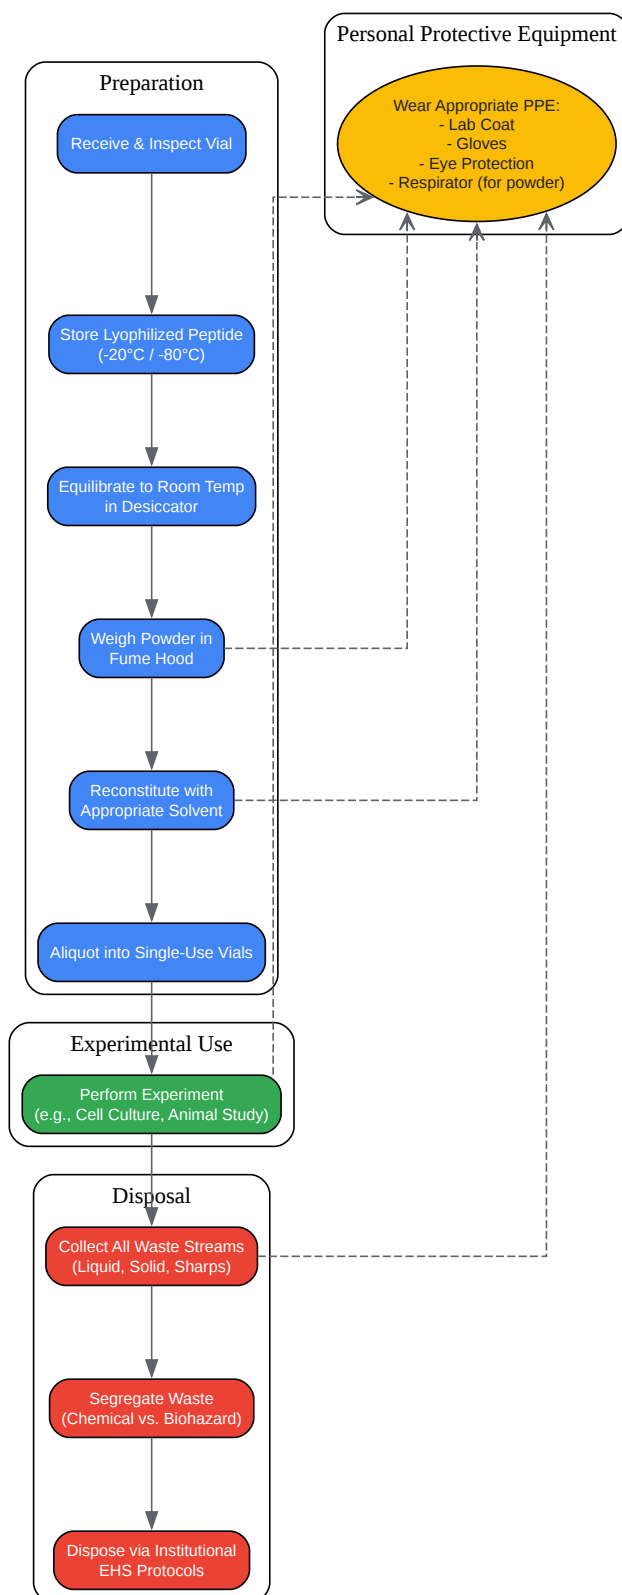 Personal Protective Equipment
Wear Appropriate PPE:
- Lab Coat
- Gloves
- Eye Protection
- Respirator (for powder)
Preparation
Receive & Inspect Vial
Store Lyophilized Peptide
(-20°C / -80°C)
Equilibrate to Room Temp
in Desiccator
Weigh Powder in
Fume Hood
Reconstitute with
Appropriate Solvent
Aliquot into Single-Use Vials
Experimental Use
Perform Experiment
(e.g., Cell Culture, Animal Study)
Disposal
Collect All Waste Streams
(Liquid, Solid, Sharps)
Segregate Waste
(Chemical vs. Biohazard)
Dispose via Institutional
EHS Protocols